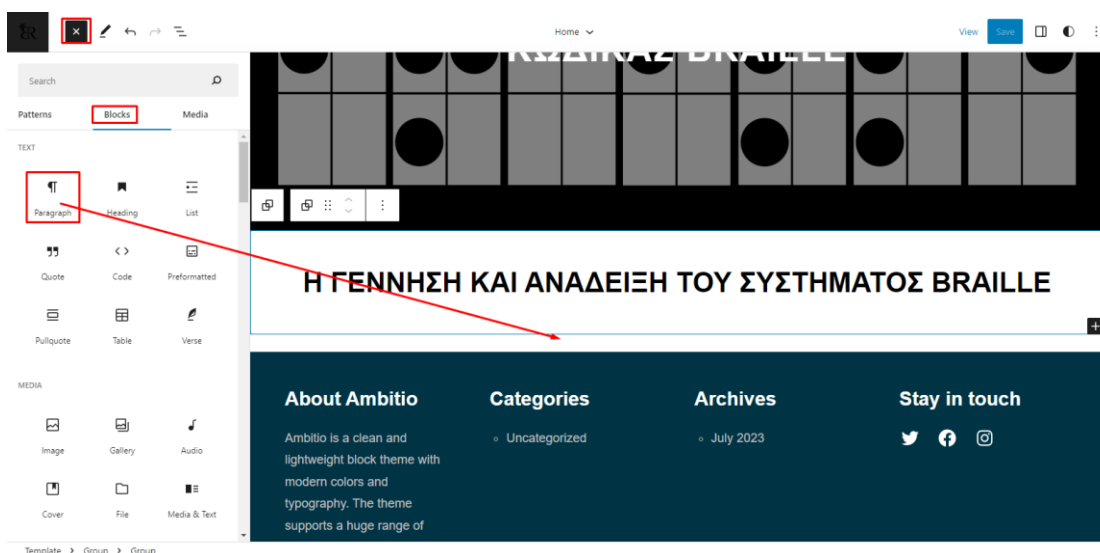 Home
View
Save
Search
Patterns
Blocks
Media
TEXT
Paragraph
Heading
List
Quote
Code
Preformatted
Pullquote
Table
Verse
MEDIA
Image
Gallery
Audio
Cover
File
Media & Text
ΚΩΔΙΚΑΣ BRAILLE
Η ΓΕΝΝΗΣΗ ΚΑΙ ΑΝΑΔΕΙΞΗ ΤΟΥ ΣΥΣΤΗΜΑΤΟΣ BRAILLE
About Ambitio
Ambitio is a clean and
lightweight block theme with
modern colors and
typography. The theme
supports a huge range of
Categories
Uncategorized
Archives
July 2023
Stay in touch
Template > Group > Group